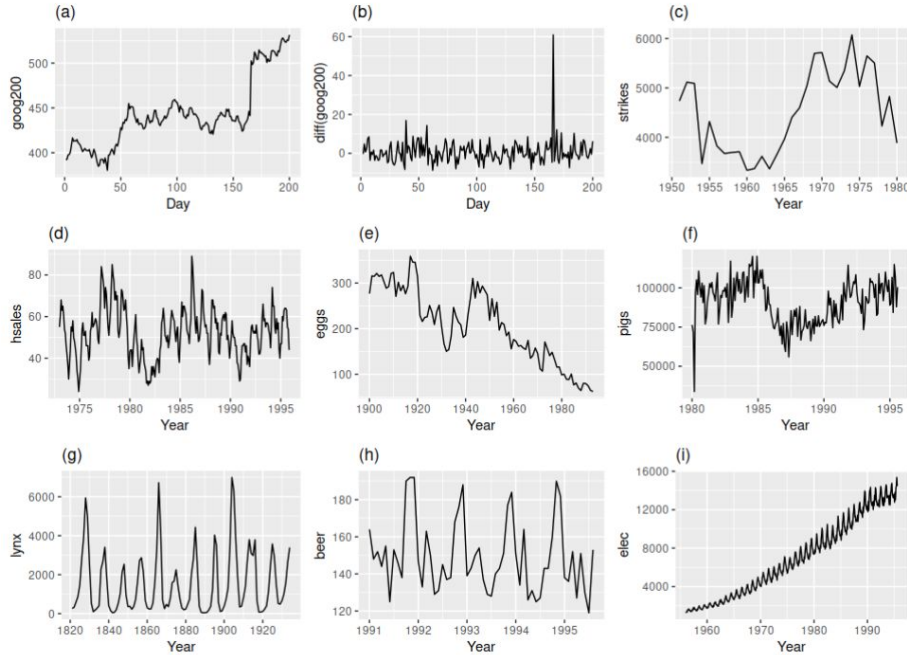 (a)
goog200
500
450
400
0 50 100 150 200
Day
(b)
diff(goog200)
60
40
20
0
0 50 100 150 200
Day
(c)
strikes
6000
5000
4000
1950 1955 1960 1965 1970 1975 1980
Year
(d)
hsales
80
60
40
1975 1980 1985 1990 1995
Year
(e)
eggs
300
200
100
1900 1920 1940 1960 1980
Year
(f)
pigs
100000
75000
50000
1980 1985 1990 1995
Year
(g)
lynx
6000
4000
2000
0
1820 1840 1860 1880 1900 1920
Year
(h)
beer
180
160
140
120
1991 1992 1993 1994 1995
Year
(i)
elec
16000
12000
8000
4000
1960 1970 1980 1990
Year